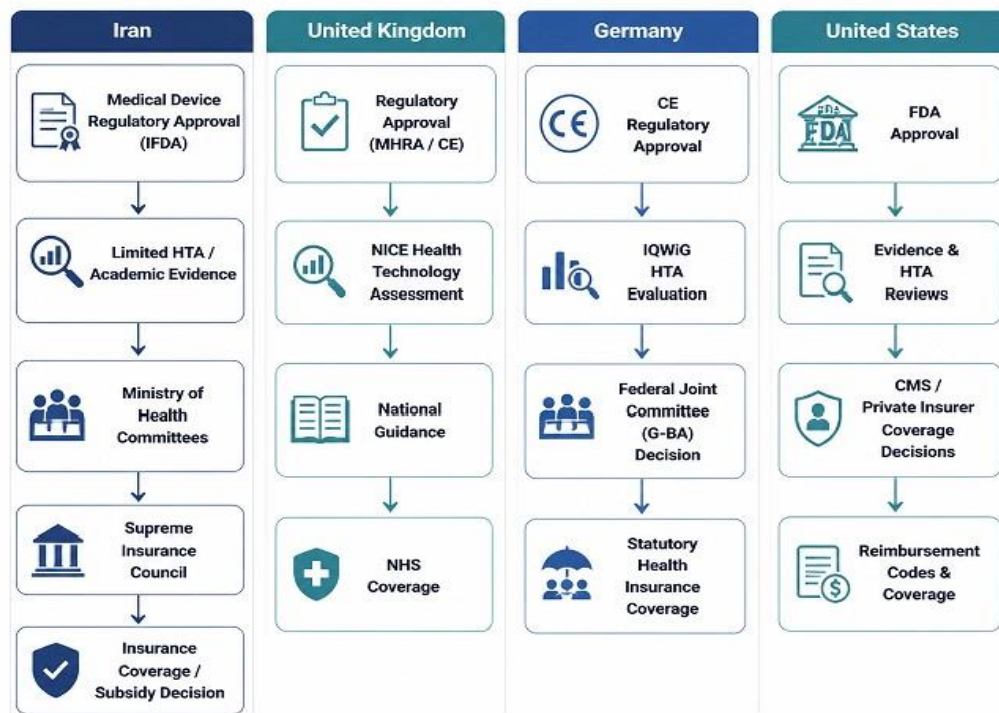 Iran
Medical Device
Regulatory Approval
(IFDA)
Limited HTA /
Academic Evidence
Ministry of
Health
Committees
Supreme
Insurance
Council
Insurance
Coverage /
Subsidy Decision
United Kingdom
Regulatory
Approval
(MHRA / CE)
NICE Health
Technology
Assessment
National
Guidance
NHS
Coverage
Germany
CE
CE
Regulatory
Approval
IQWiG
HTA
Evaluation
Federal Joint
Committee
(G-BA)
Decision
Statutory
Health
Insurance
Coverage
United States
FDA
FDA
Approval
Evidence &
HTA
Reviews
CMS /
Private Insurer
Coverage
Decisions
Reimbursement
Codes &
Coverage
$